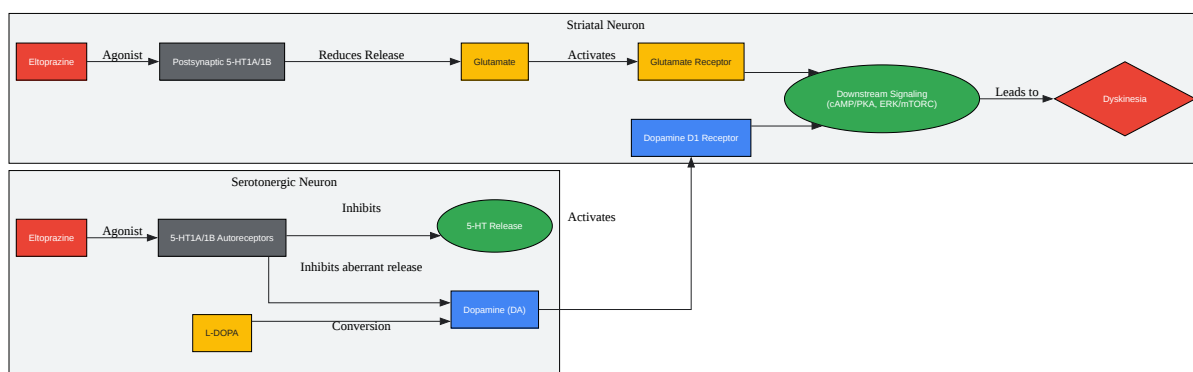 Striatal Neuron
Eltoprazine
Agonist
Postsynaptic 5-HT1A/1B
Reduces Release
Glutamate
Activates
Glutamate Receptor
Downstream Signaling
(cAMP/PKA, ERK/mTORC)
Leads to
Dyskinesia
Dopamine D1 Receptor
Serotonergic Neuron
Eltoprazine
Agonist
5-HT1A/1B Autoreceptors
Inhibits
5-HT Release
Activates
Inhibits aberrant release
Dopamine (DA)
L-DOPA
Conversion